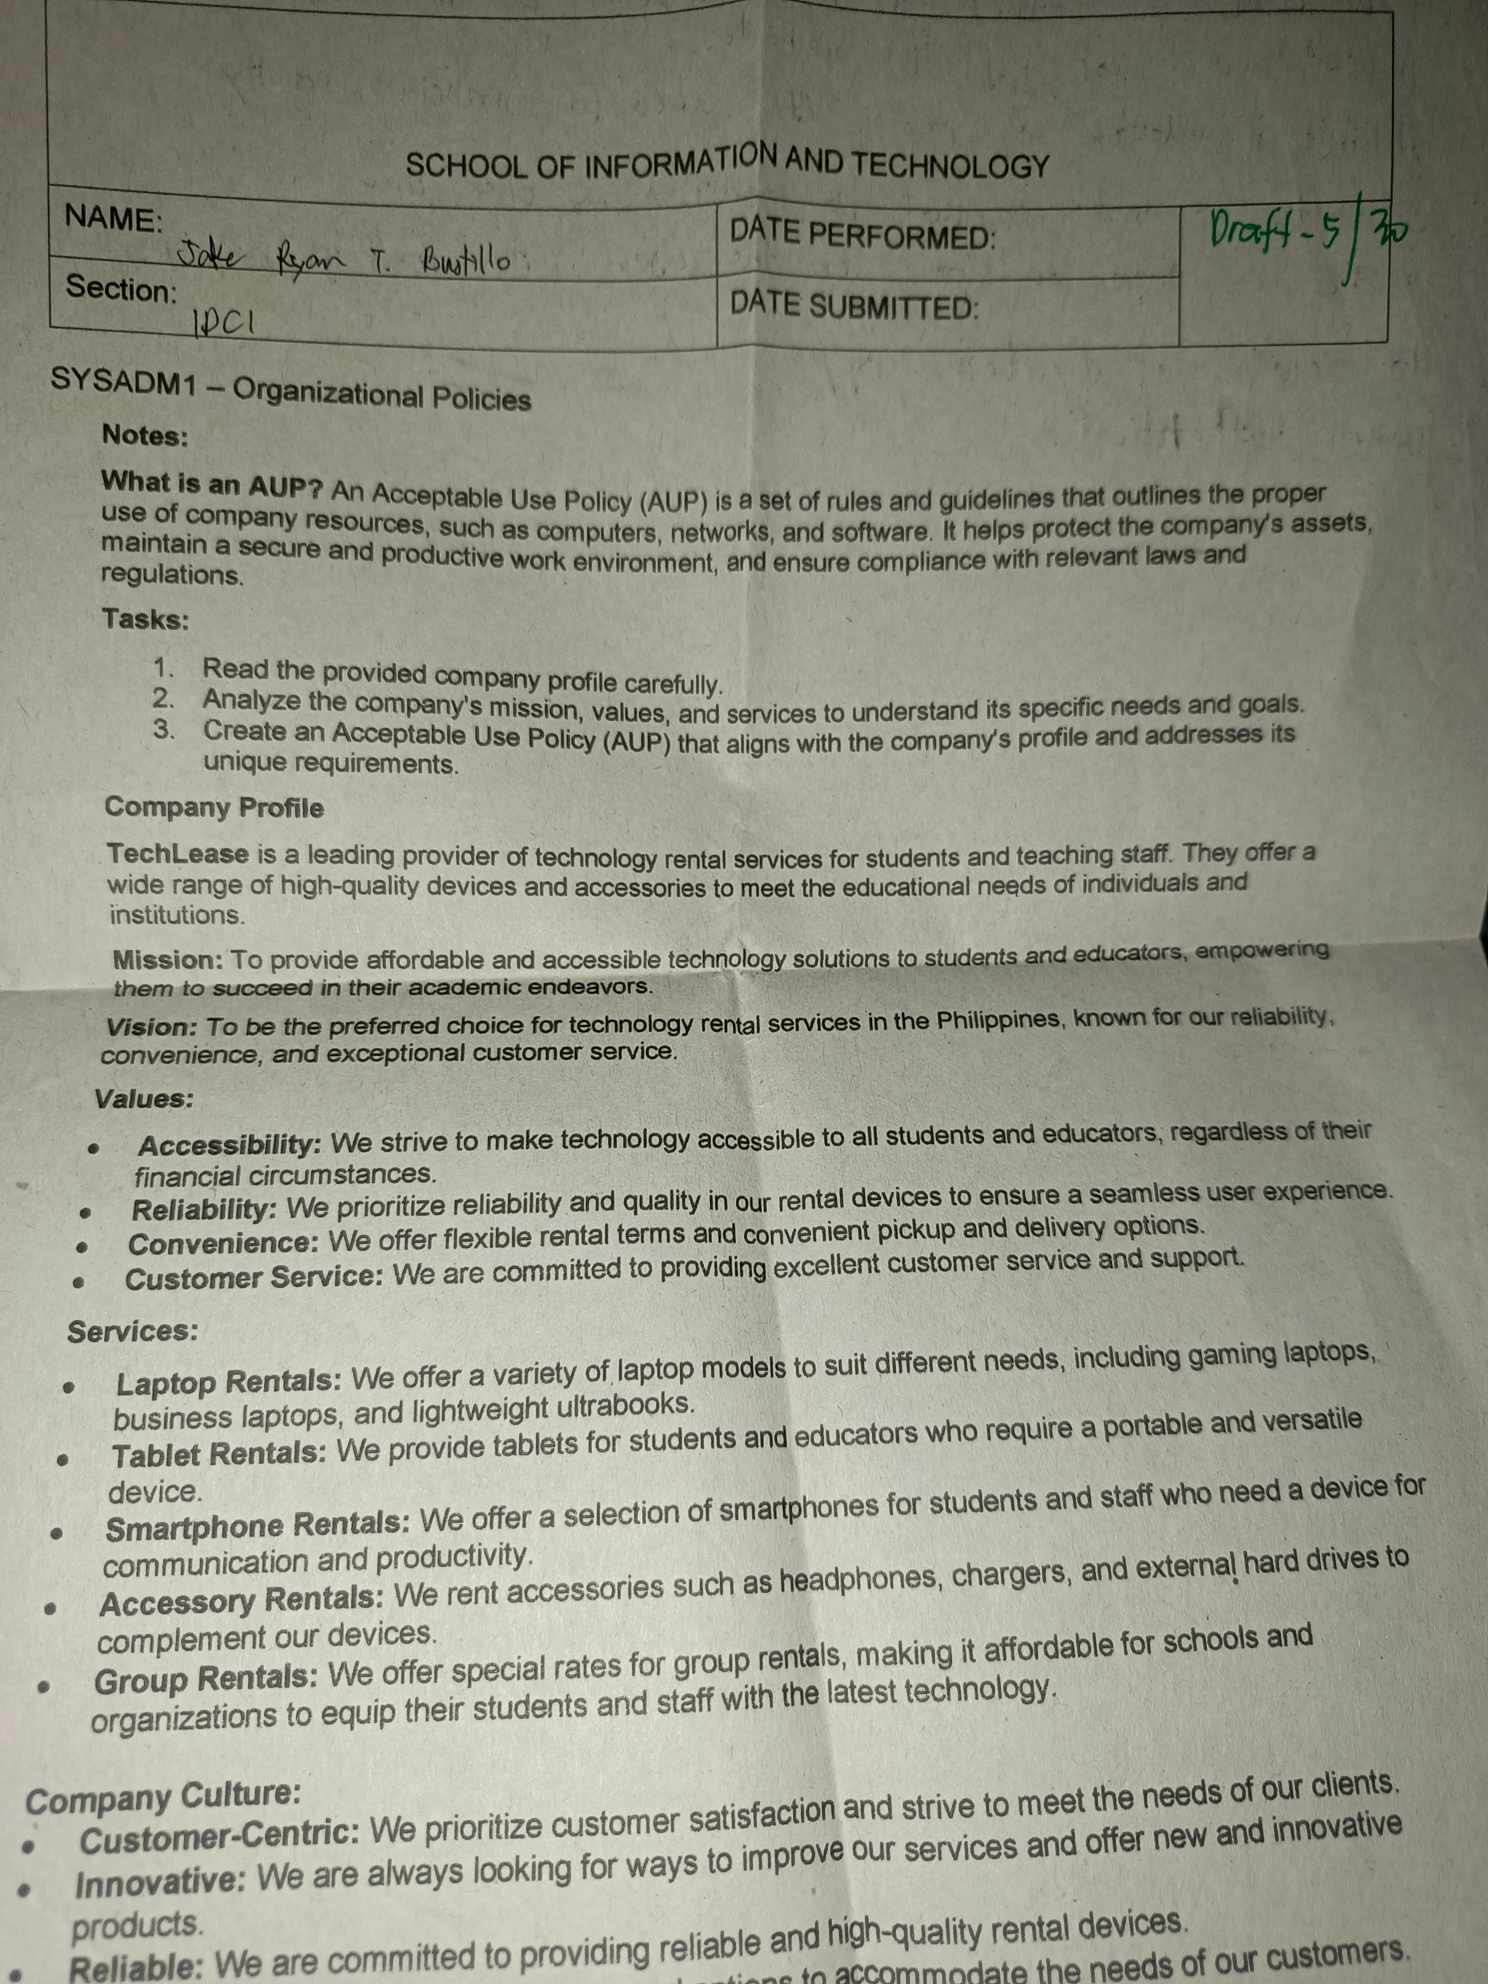 SCHOOL OF INFORMATION AND TECHNOLOGY
NAME: Jake Ryan T. Bustillo
DATE PERFORMED:
Draft - 5/30
Section: 1DC1
DATE SUBMITTED:
SYSADM1 – Organizational Policies
Notes:
What is an AUP? An Acceptable Use Policy (AUP) is a set of rules and guidelines that outlines the proper
use of company resources, such as computers, networks, and software. It helps protect the company's assets,
maintain a secure and productive work environment, and ensure compliance with relevant laws and
regulations.
Tasks:
1. Read the provided company profile carefully.
2. Analyze the company's mission, values, and services to understand its specific needs and goals.
3. Create an Acceptable Use Policy (AUP) that aligns with the company's profile and addresses its
unique requirements.
Company Profile
TechLease is a leading provider of technology rental services for students and teaching staff. They offer a
wide range of high-quality devices and accessories to meet the educational needs of individuals and
institutions.
Mission: To provide affordable and accessible technology solutions to students and educators, empowering
them to succeed in their academic endeavors.
Vision: To be the preferred choice for technology rental services in the Philippines, known for our reliability,
convenience, and exceptional customer service.
Values:
• Accessibility: We strive to make technology accessible to all students and educators, regardless of their
financial circumstances.
• Reliability: We prioritize reliability and quality in our rental devices to ensure a seamless user experience.
• Convenience: We offer flexible rental terms and convenient pickup and delivery options.
• Customer Service: We are committed to providing excellent customer service and support.
Services:
• Laptop Rentals: We offer a variety of laptop models to suit different needs, including gaming laptops,
business laptops, and lightweight ultrabooks.
• Tablet Rentals: We provide tablets for students and educators who require a portable and versatile
device.
• Smartphone Rentals: We offer a selection of smartphones for students and staff who need a device for
communication and productivity.
• Accessory Rentals: We rent accessories such as headphones, chargers, and external hard drives to
complement our devices.
• Group Rentals: We offer special rates for group rentals, making it affordable for schools and
organizations to equip their students and staff with the latest technology.
Company Culture:
• Customer-Centric: We prioritize customer satisfaction and strive to meet the needs of our clients.
• Innovative: We are always looking for ways to improve our services and offer new and innovative
products.
• Reliable: We are committed to providing reliable and high-quality rental devices.
to accommodate the needs of our customers.